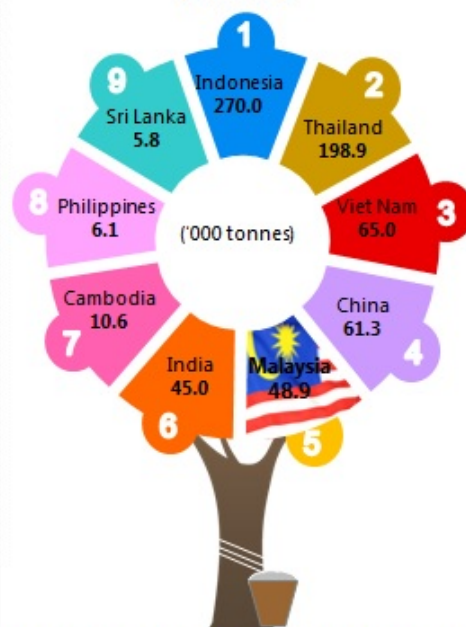 1
Indonesia
270.0
2
Thailand
198.9
3
Viet Nam
65.0
4
China
61.3
5
Malaysia
48.9
6
India
45.0
7
Cambodia
10.6
8
Philippines
6.1
9
Sri Lanka
5.8
('000 tonnes)